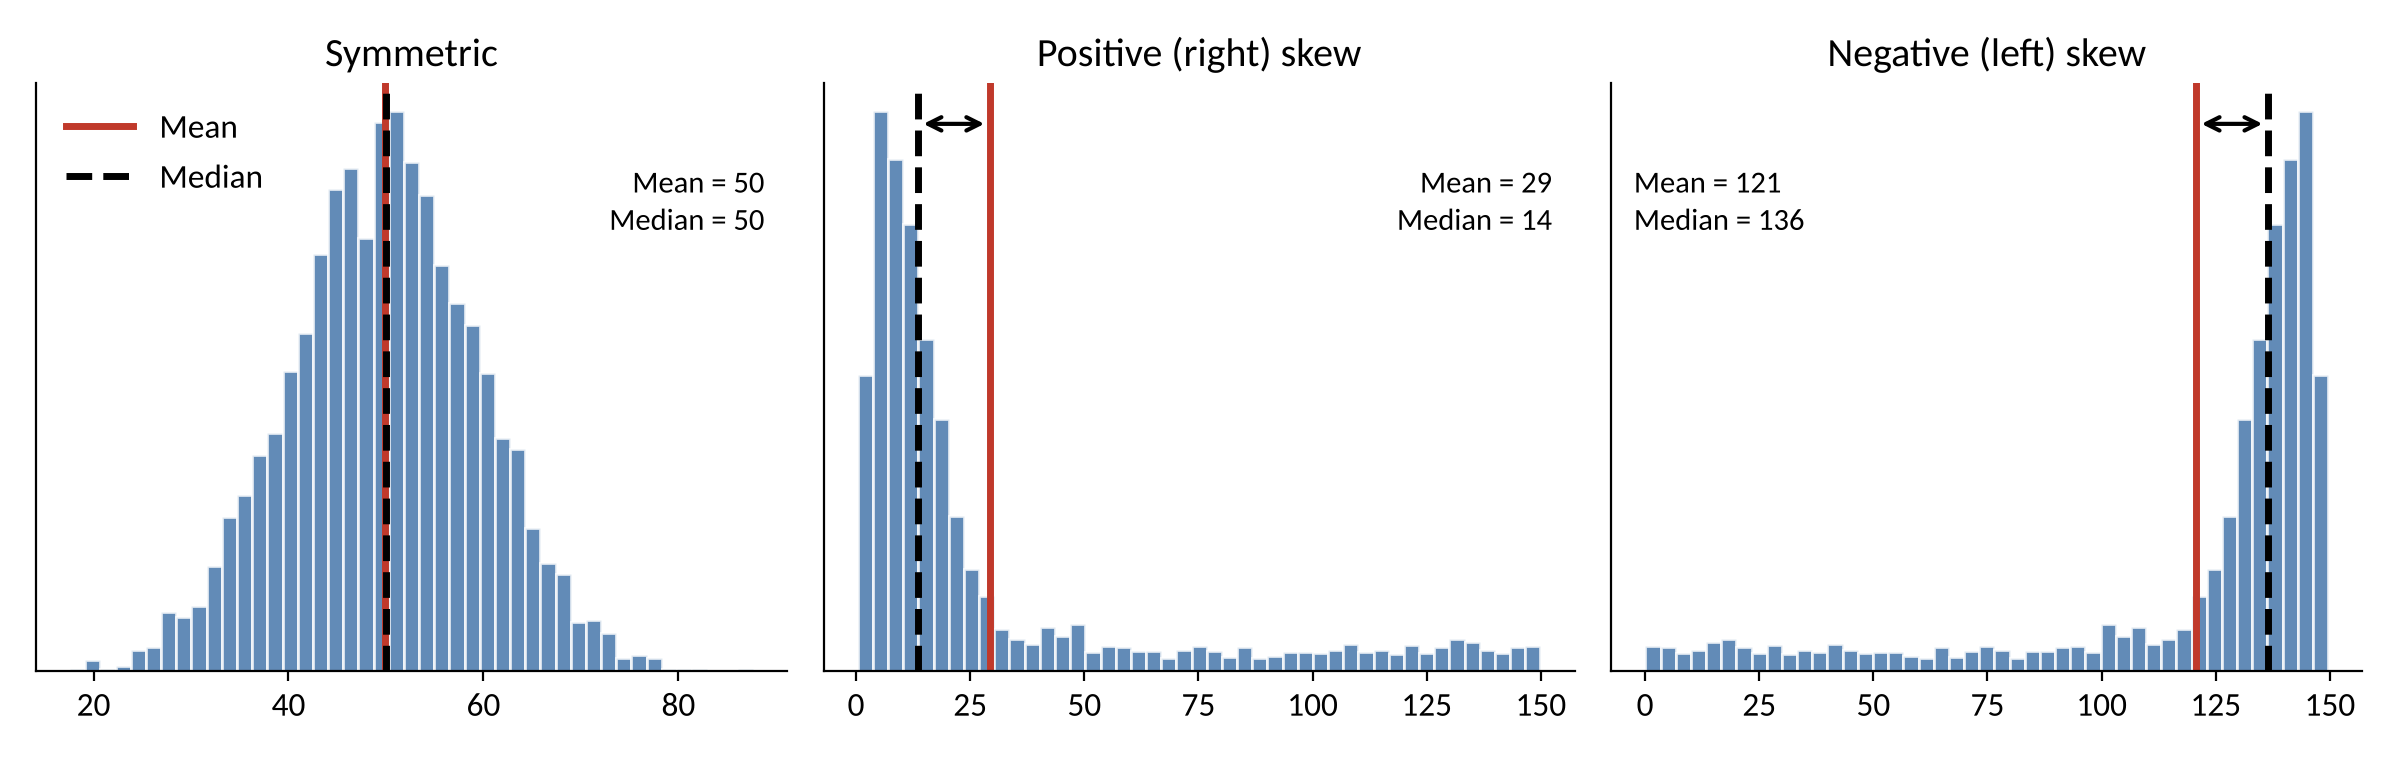 Symmetric
Mean
Median
Mean = 50
Median = 50
20 40 60 80
Positive (right) skew
Mean = 29
Median = 14
0 25 50 75 100 125 150
Negative (left) skew
Mean = 121
Median = 136
0 25 50 75 100 125 150